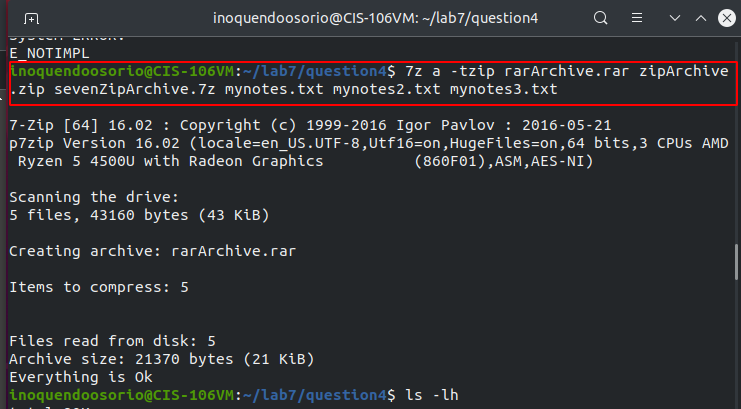 inoquendoosorio@CIS-106VM: ~/lab7/question4
E_NOTIMPL
inoquendoosorio@CIS-106VM:~/lab7/question4$ 7z a -tzip rarArchive.rar zipArchive
.zip sevenZipArchive.7z mynotes.txt mynotes2.txt mynotes3.txt
7-Zip [64] 16.02 : Copyright (c) 1999-2016 Igor Pavlov : 2016-05-21
p7zip Version 16.02 (locale=en_US.UTF-8,Utf16=on,HugeFiles=on,64 bits,3 CPUs AMD
Ryzen 5 4500U with Radeon Graphics (860F01),ASM,AES-NI)
Scanning the drive:
5 files, 43160 bytes (43 KiB)
Creating archive: rarArchive.rar
Items to compress: 5
Files read from disk: 5
Archive size: 21370 bytes (21 KiB)
Everything is Ok
inoquendoosorio@CIS-106VM:~/lab7/question4$ ls -lh